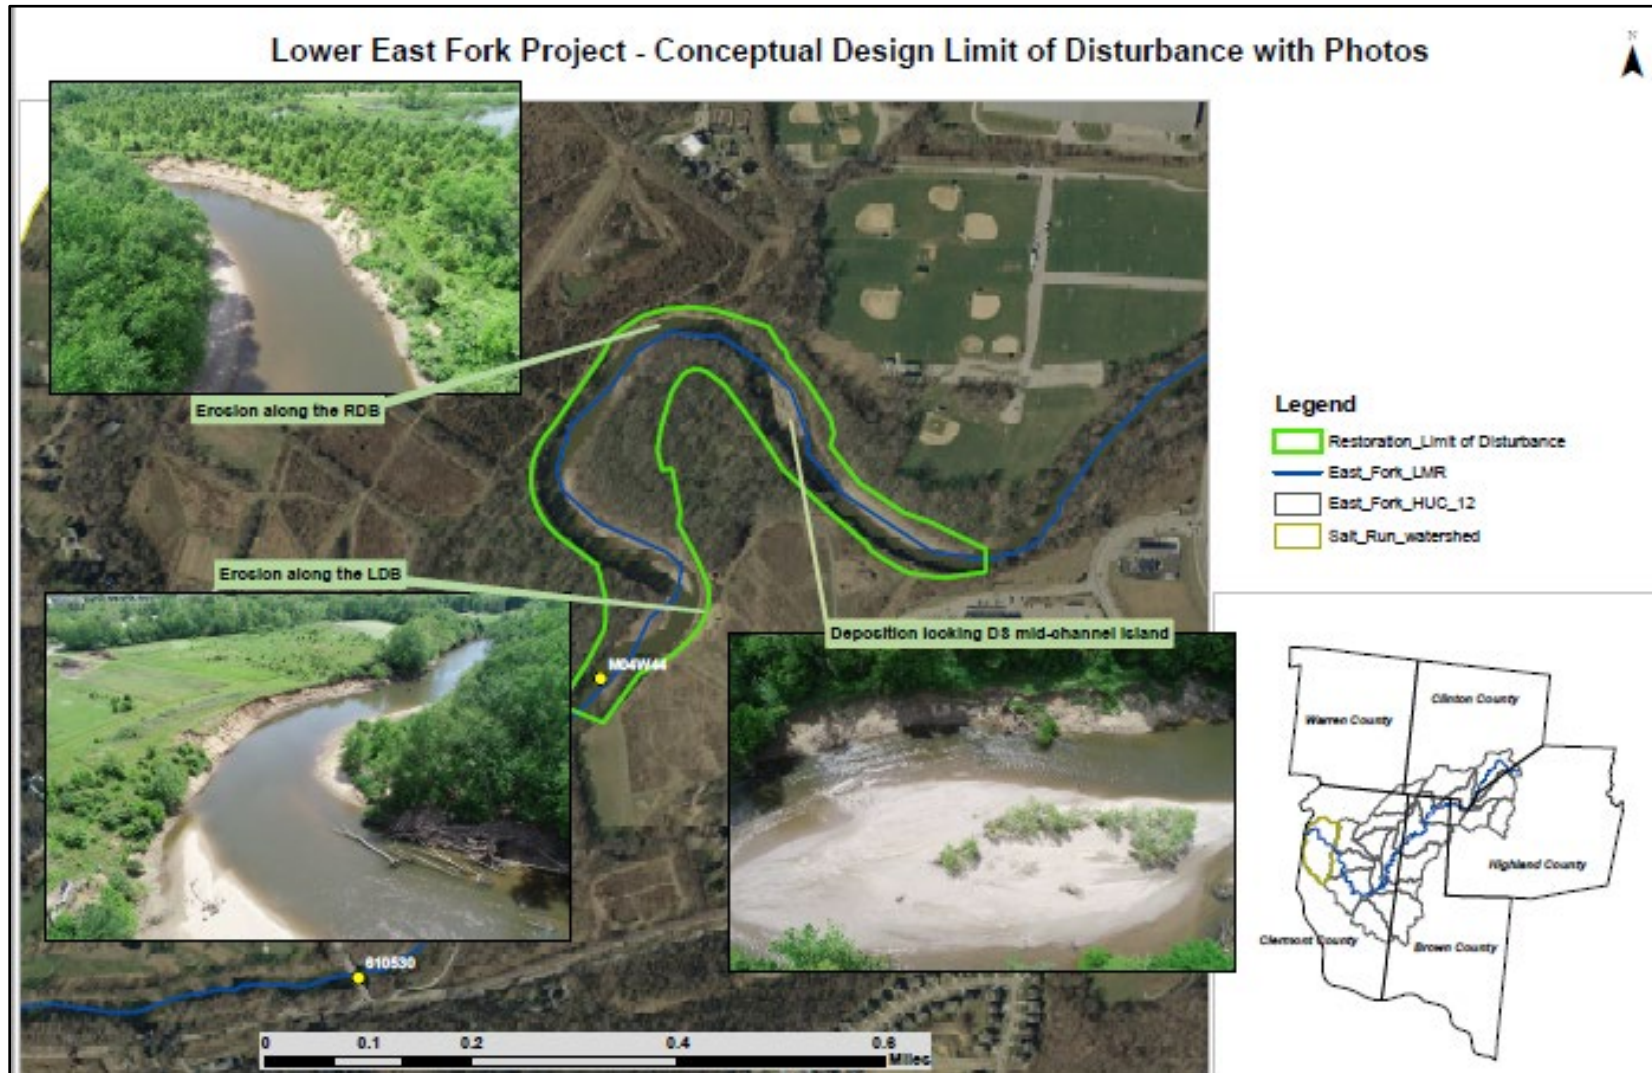 Lower East Fork Project - Conceptual Design Limit of Disturbance with Photos
N
Erosion along the RDB
Erosion along the LDB
Deposition looking DS mid-channel island
M04W44
610530
0 0.1 0.2 0.4 0.6
Miles
Legend
Restoration_Limit of Disturbance
East_Fork_LMR
East_Fork_HUC_12
Salt_Run_watershed
Warren County
Clinton County
Highland County
Clermont County
Brown County